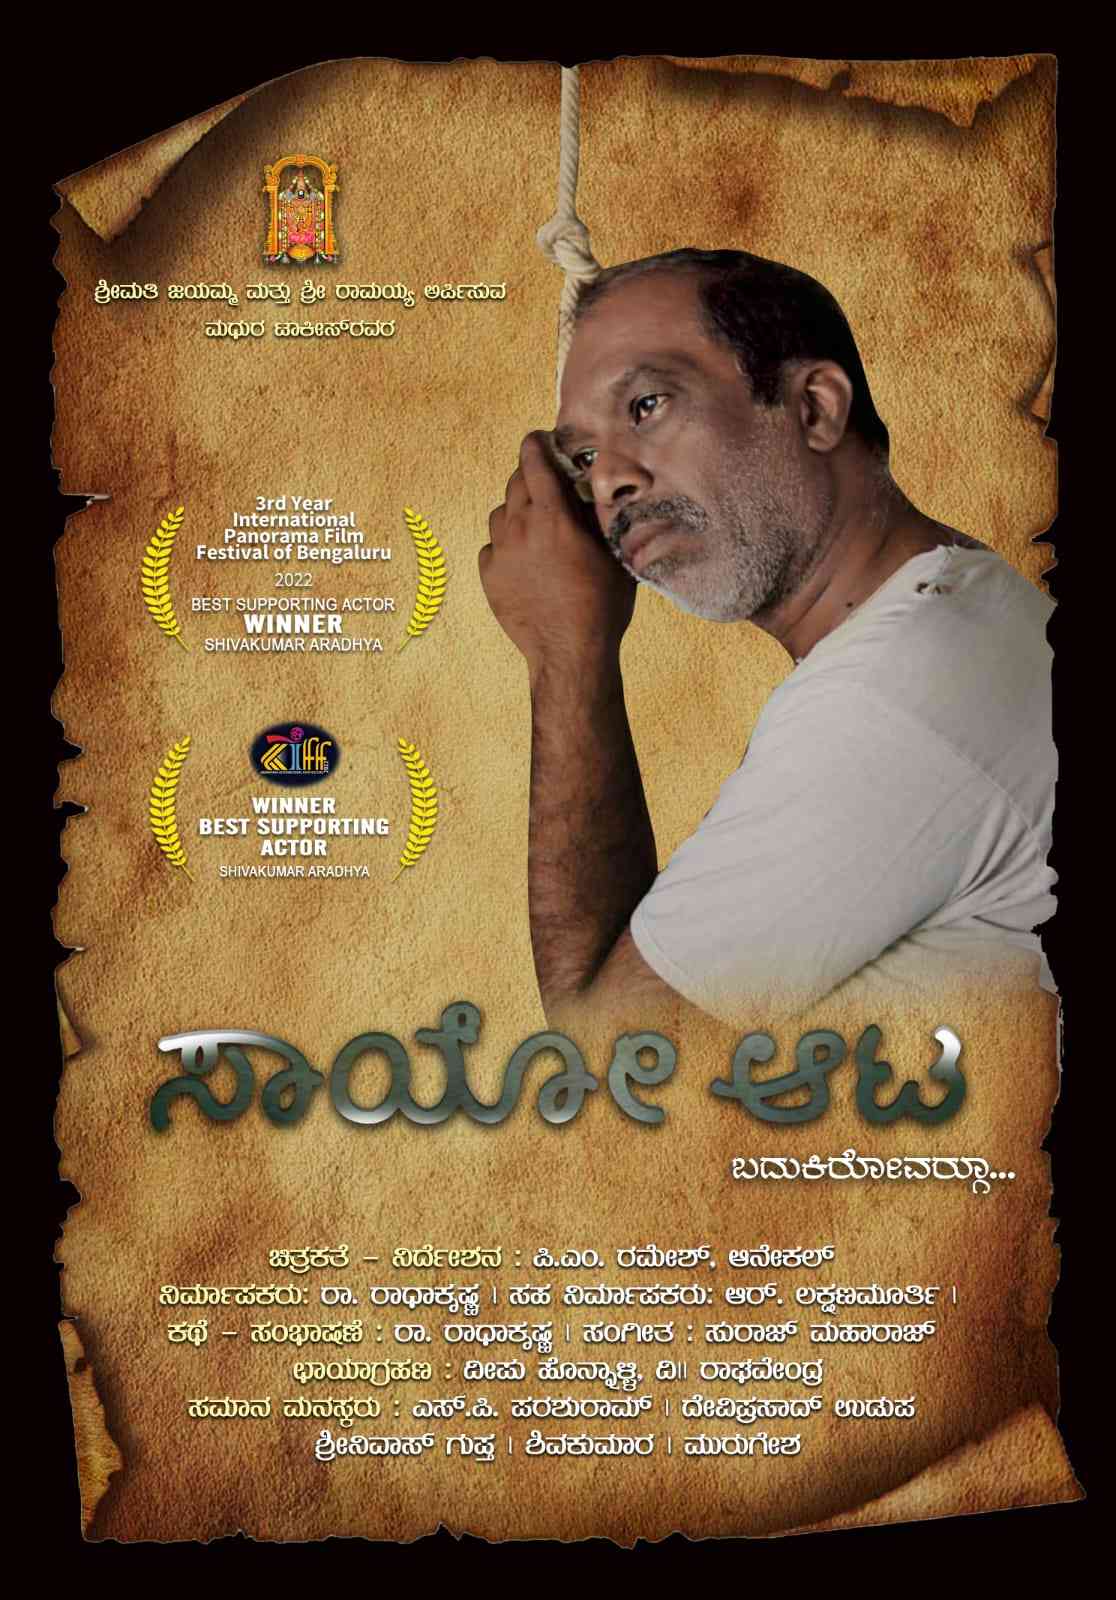 ಶ್ರೀಮತಿ ಜಯಮ್ಮ ಮತ್ತು ಶ್ರೀ ರಾಮಯ್ಯ ಅರ್ಪಿಸುವ
ಮಧುರ ಟಾಕೀಸ್‌ರವರ
3rd Year
International
Panorama Film
Festival of Bengaluru
2022
BEST SUPPORTING ACTOR
WINNER
SHIVAKUMAR ARADHYA
WINNER
BEST SUPPORTING
ACTOR
SHIVAKUMAR ARADHYA
ಸಾಯೋ ಆಟ
ಬದುಕಿರೋವರ್‍ಗೂ...
ಚಿತ್ರಕತೆ – ನಿರ್ದೇಶನ : ಪಿ.ಎಂ. ರಮೇಶ್, ಆನೇಕಲ್
ನಿರ್ಮಾಪಕರು: ರಾ. ರಾಧಾಕೃಷ್ಣ | ಸಹ ನಿರ್ಮಾಪಕರು: ಆರ್. ಲಕ್ಷಣಮೂರ್ತಿ |
ಕಥೆ – ಸಂಭಾಷಣೆ : ರಾ. ರಾಧಾಕೃಷ್ಣ | ಸಂಗೀತ : ಸುರಾಜ್ ಮಹಾರಾಜ್
ಛಾಯಾಗ್ರಹಣ : ದೀಪು ಹೊನ್ನಾಳ್ಳಿ, ದಿ॥ ರಾಘವೇಂದ್ರ
ಸಮಾನ ಮನಸ್ಕರು : ಎಸ್.ಪಿ. ಪರಶುರಾಮ್ | ದೇವಿಪ್ರಸಾದ್ ಉಡುಪ
ಶ್ರೀನಿವಾಸ್ ಗುಪ್ತ | ಶಿವಕುಮಾರ | ಮುರುಗೇಶ